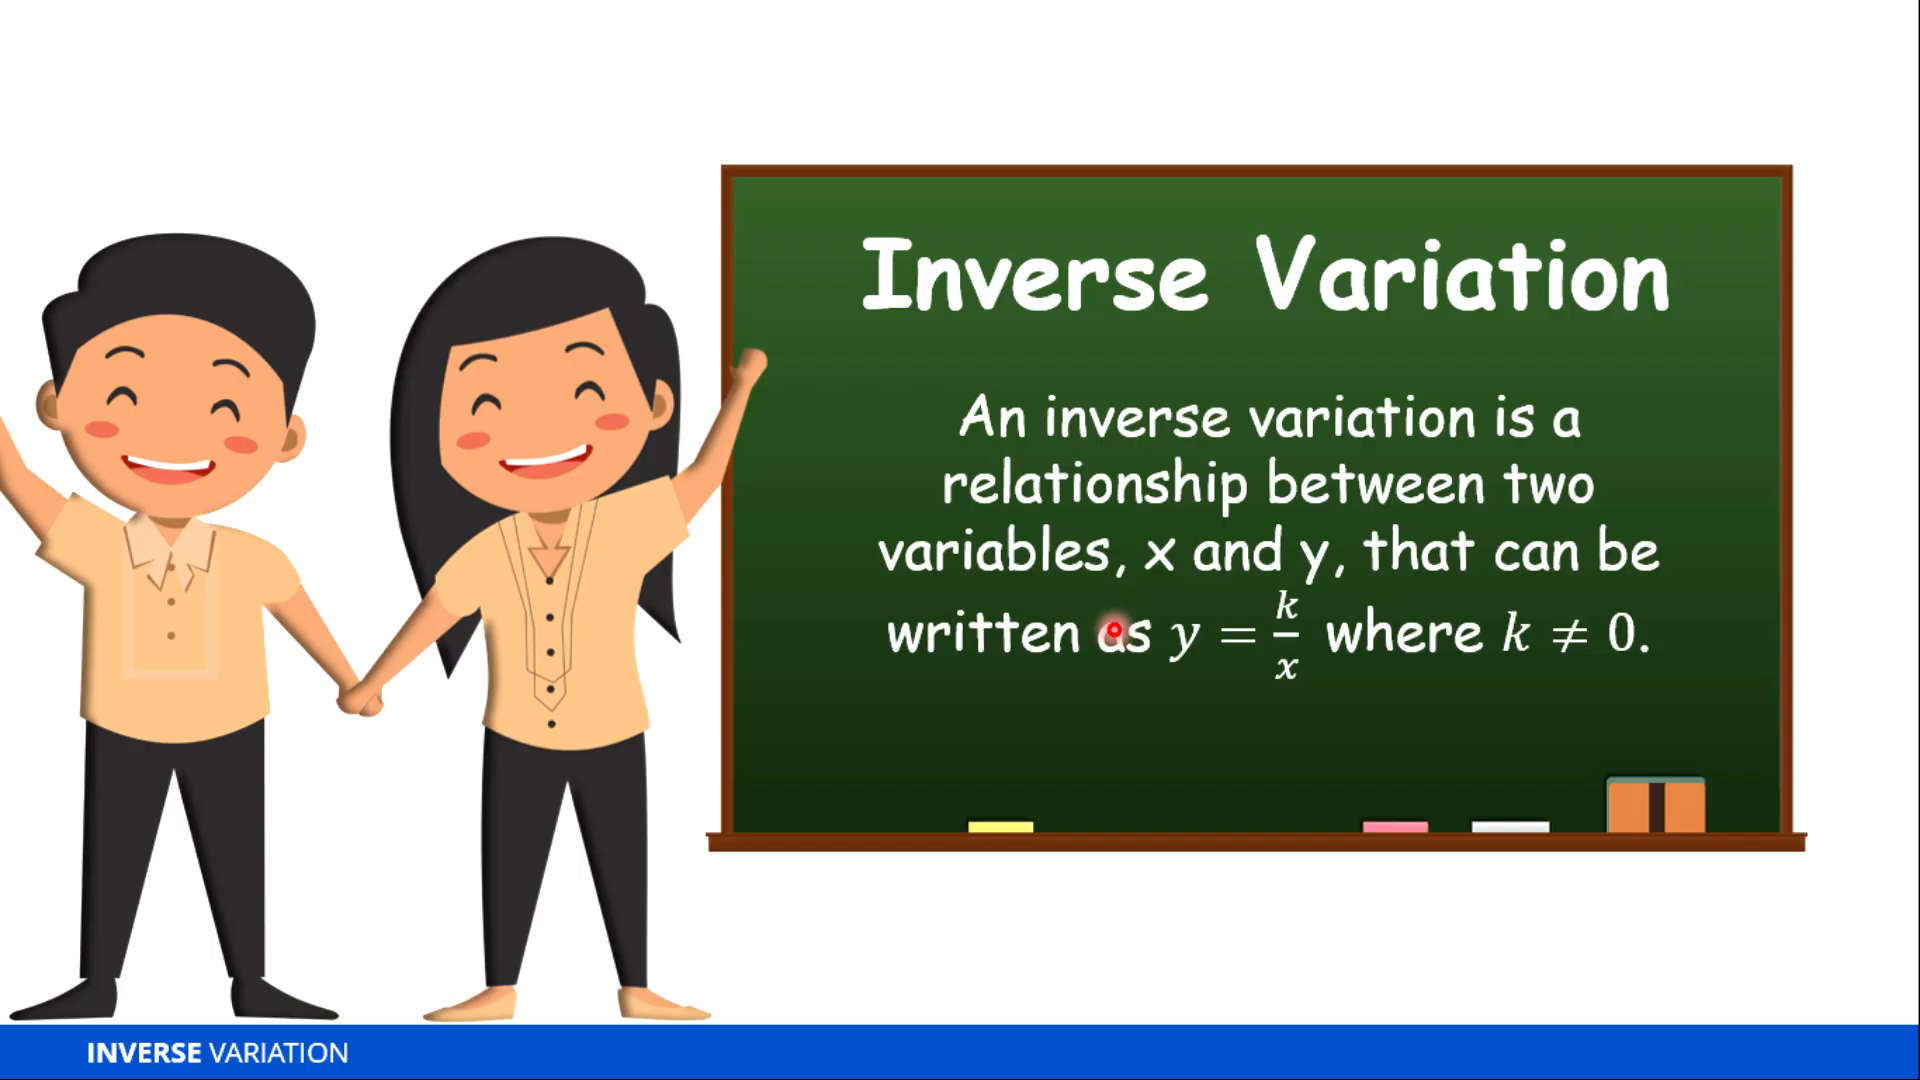 Inverse Variation
An inverse variation is a
relationship between two
variables, x and y, that can be
written as y = k/x where k ≠ 0.
INVERSE VARIATION